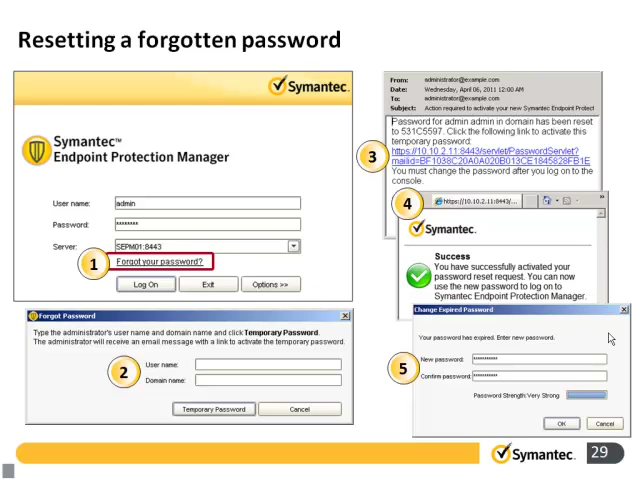 Resetting a forgotten password
Symantec.
Symantec™
Endpoint Protection Manager
User name: admin
Password: ********
Server: SEPM01:8443
1
Forgot your password?
Log On Exit Options >>
Forgot Password
Type the administrator's user name and domain name and click Temporary Password.
The administrator will receive an email message with a link to activate the temporary password.
2
User name:
Domain name:
Temporary Password Cancel
From: administrator@example.com
Date: Wednesday, April 06, 2011 12:00 AM
To: administrator@example.com
Subject: Action required to activate your new Symantec Endpoint Protect
Password for admin admin in domain has been reset
to 531C5597. Click the following link to activate this
temporary password:
3
https://10.10.2.11:8443/servlet/PasswordServlet?
mailid=BF1038C20A0A020B013CE1845828FB1E
You must change the password after you log on to the
console.
4
https://10.10.2.11:8443/...
Symantec.
Success
You have successfully activated your
password reset request. You can now
use the new password to log on to
Symantec Endpoint Protection Manager.
Change Expired Password
Your password has expired. Enter new password.
5
New password: ***********
Confirm password: ***********
Password Strength: Very Strong
OK Cancel
Symantec. 29